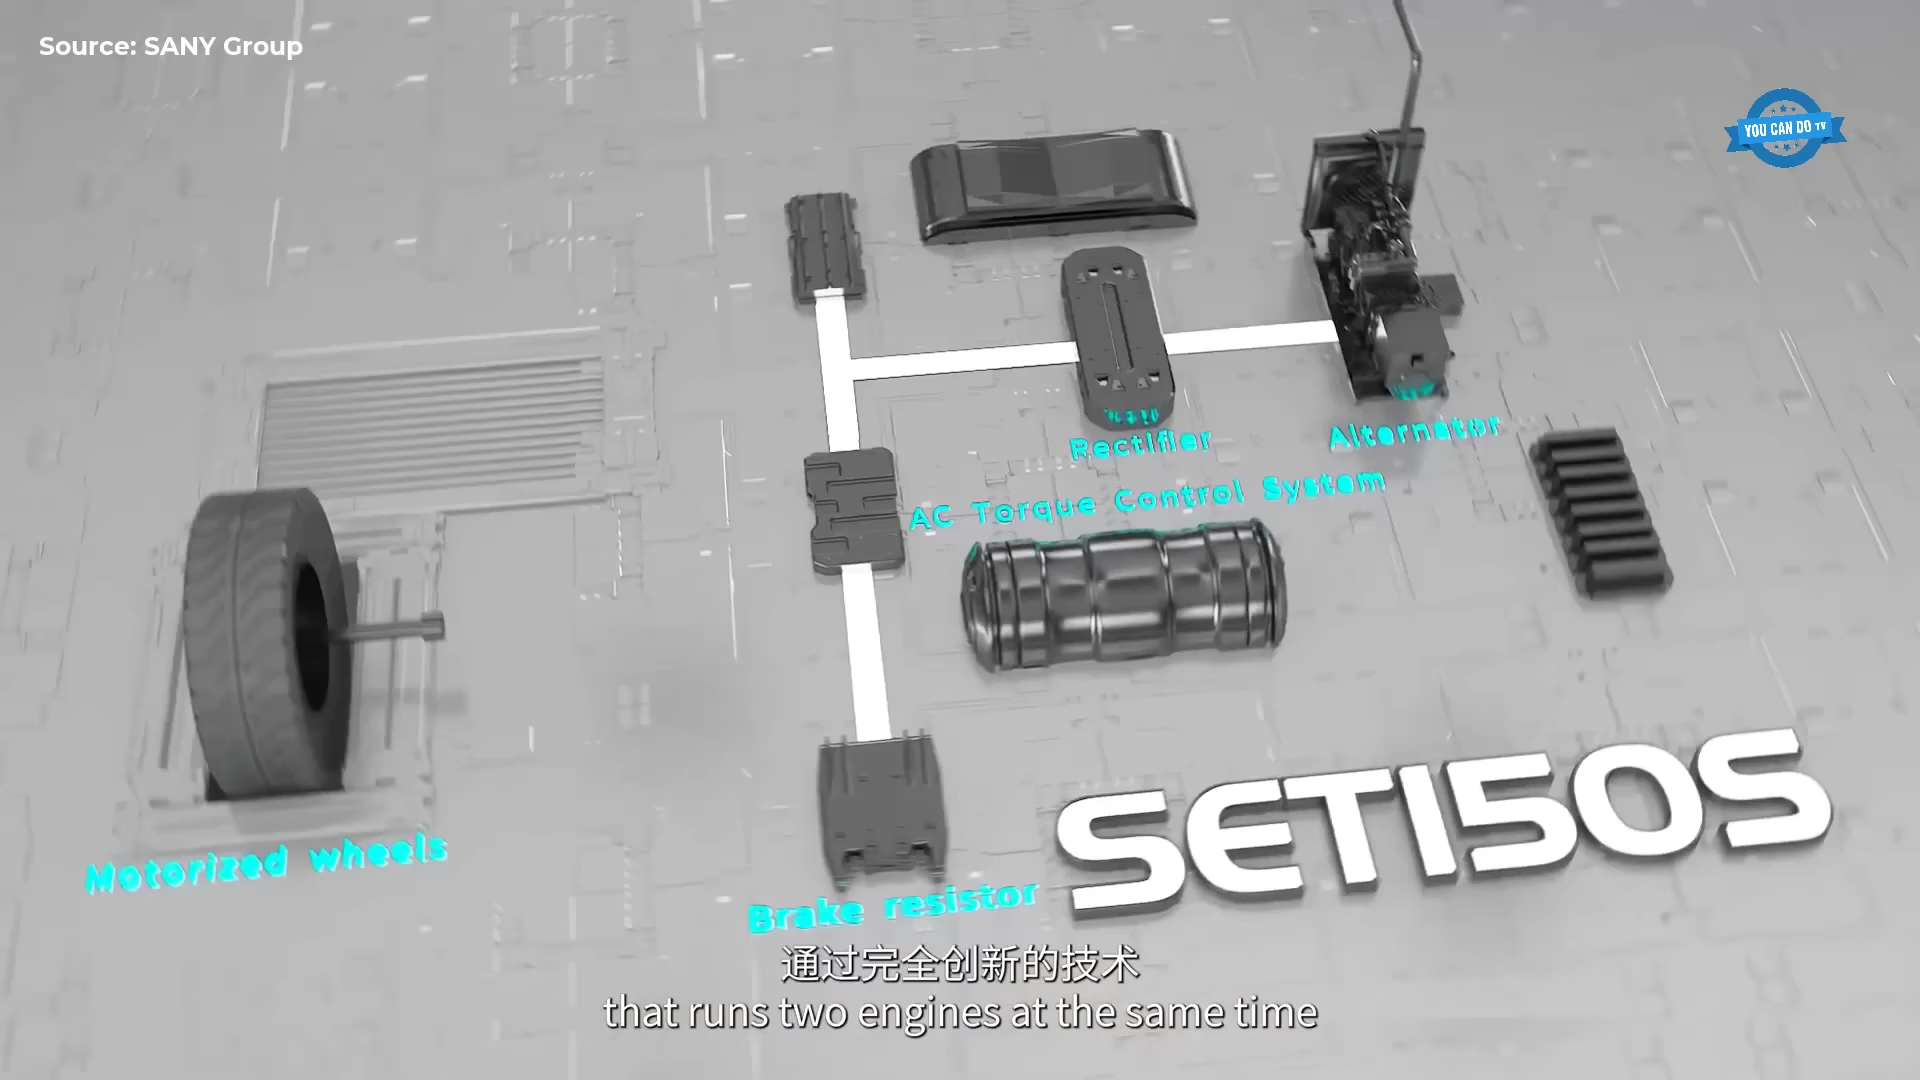 Source: SANY Group
YOU CAN DO TV
Rectifier
Alternator
AC Torque Control System
SET150S
Motorized wheels
Brake resistor
通过完全创新的技术
that runs two engines at the same time